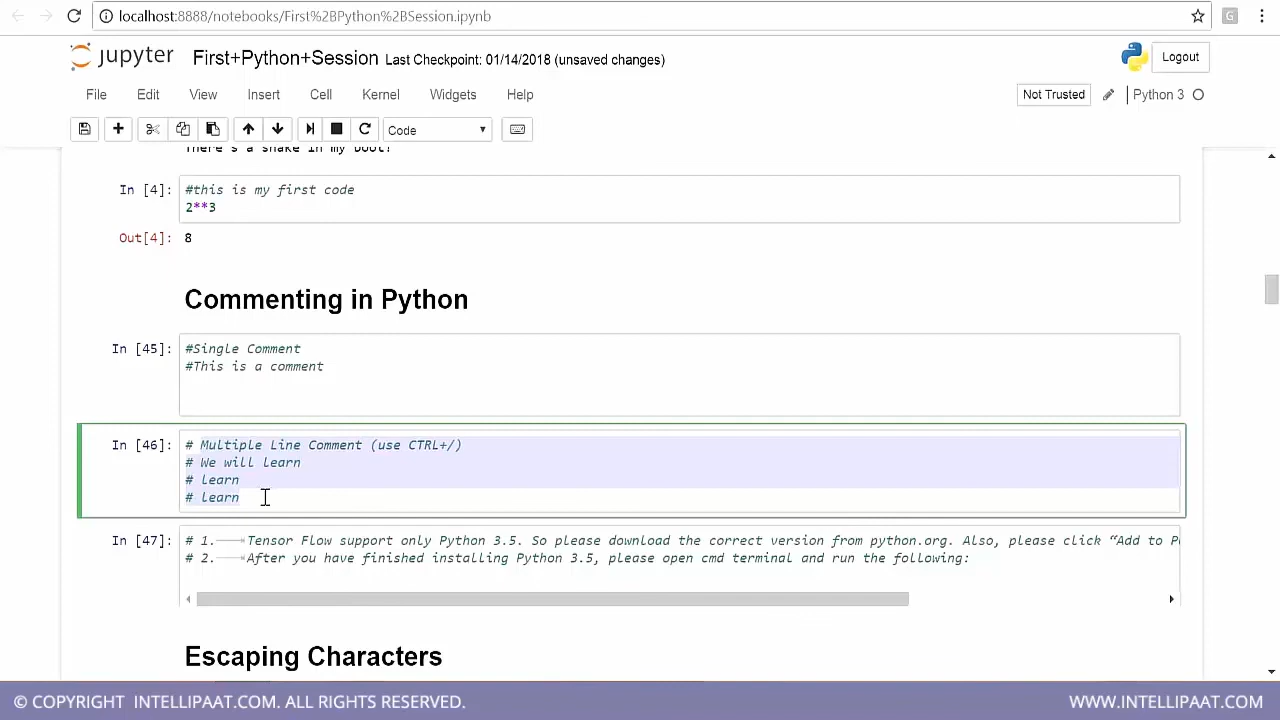 localhost:8888/notebooks/First%2BPython%2BSession.ipynb
jupyter First+Python+Session Last Checkpoint: 01/14/2018 (unsaved changes)
Logout
File Edit View Insert Cell Kernel Widgets Help
Not Trusted Python 3
Code
There's a snake in my boot!
In [4]: #this is my first code
2**3
Out[4]: 8
Commenting in Python
In [45]: #Single Comment
#This is a comment
In [46]: # Multiple Line Comment (use CTRL+/)
# We will learn
# learn
# learn
In [47]: # 1. Tensor Flow support only Python 3.5. So please download the correct version from python.org. Also, please click “Add to
# 2. After you have finished installing Python 3.5, please open cmd terminal and run the following:
Escaping Characters
© COPYRIGHT INTELLIPAAT.COM. ALL RIGHTS RESERVED.
WWW.INTELLIPAAT.COM